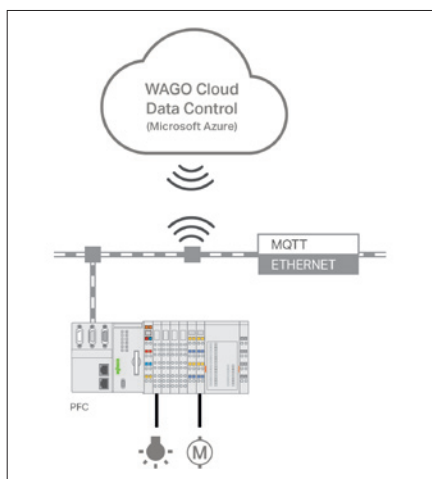 WAGO Cloud
Data Control
(Microsoft Azure)
MQTT
ETHERNET
PFC
M